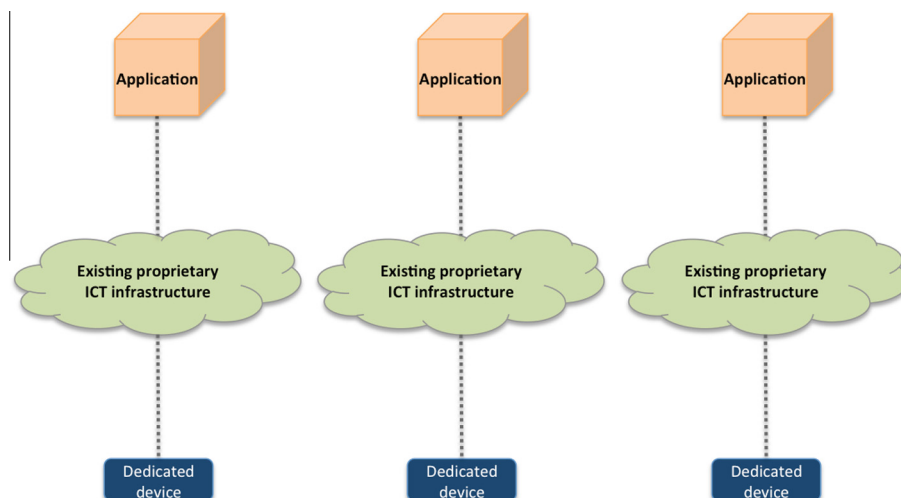 Application
Application
Application
Existing proprietary
ICT infrastructure
Existing proprietary
ICT infrastructure
Existing proprietary
ICT infrastructure
Dedicated
device
Dedicated
device
Dedicated
device